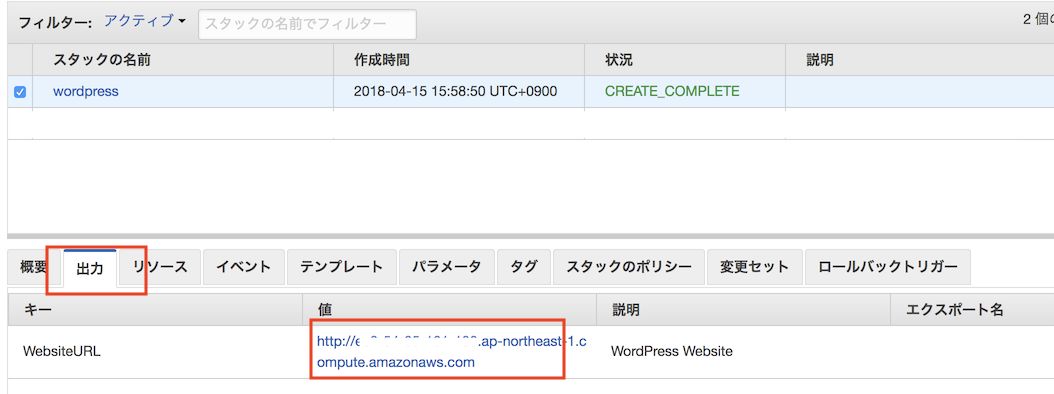 フィルター: アクティブ スタックの名前でフィルター 2 個
スタックの名前 作成時間 状況 説明
wordpress 2018-04-15 15:58:50 UTC+0900 CREATE_COMPLETE
概要 出力 リソース イベント テンプレート パラメータ タグ スタックのポリシー 変更セット ロールバックトリガー
キー 値 説明 エクスポート名
http:// .ap-northeast-1.c
WebsiteURL WordPress Website
ompute.amazonaws.com